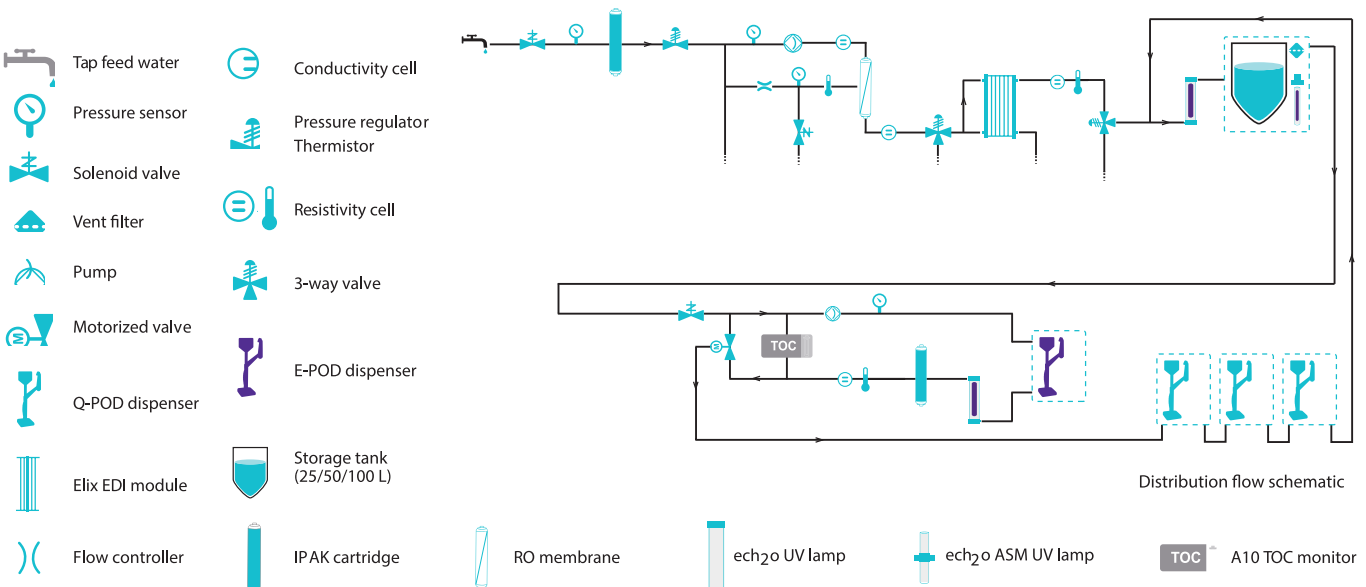 Tap feed water
Pressure sensor
Solenoid valve
Vent filter
Pump
Motorized valve
M
Q-POD dispenser
Elix EDI module
Flow controller
Conductivity cell
Pressure regulator
Thermistor
Resistivity cell
3-way valve
E-POD dispenser
Storage tank
(25/50/100 L)
IPAK cartridge
RO membrane
ech2o UV lamp
ech2o ASM UV lamp
TOC
A10 TOC monitor
M
TOC
Distribution flow schematic